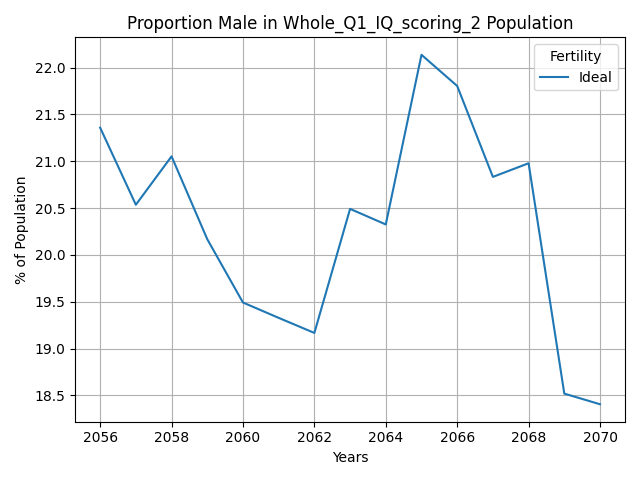 Proportion Male in Whole_Q1_IQ_scoring_2 Population
Fertility
Ideal
% of Population
22.0
21.5
21.0
20.5
20.0
19.5
19.0
18.5
2056 2058 2060 2062 2064 2066 2068 2070
Years